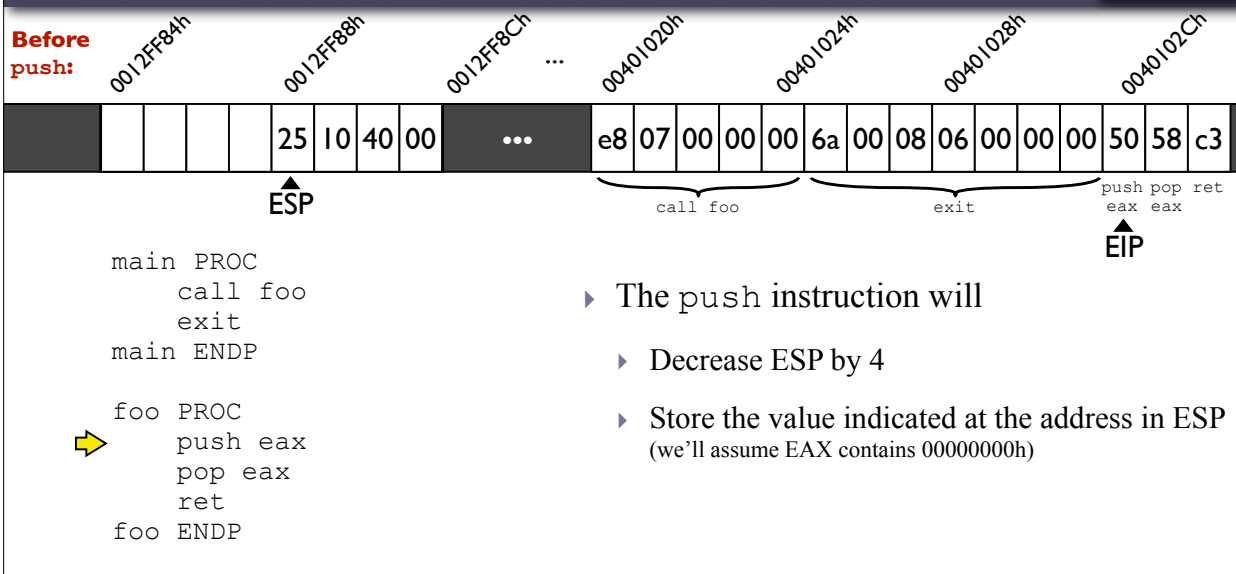 Before
push:
0012FF84h
0012FF88h
0012FF8Ch
...
00401020h
00401024h
00401028h
0040102Ch
25 10 40 00 ... e8 07 00 00 00 6a 00 08 06 00 00 00 50 58 c3
ESP
call foo
exit
push pop ret
eax eax
EIP
main PROC
call foo
exit
main ENDP
foo PROC
push eax
pop eax
ret
foo ENDP
The push instruction will
Decrease ESP by 4
Store the value indicated at the address in ESP
(we'll assume EAX contains 00000000h)